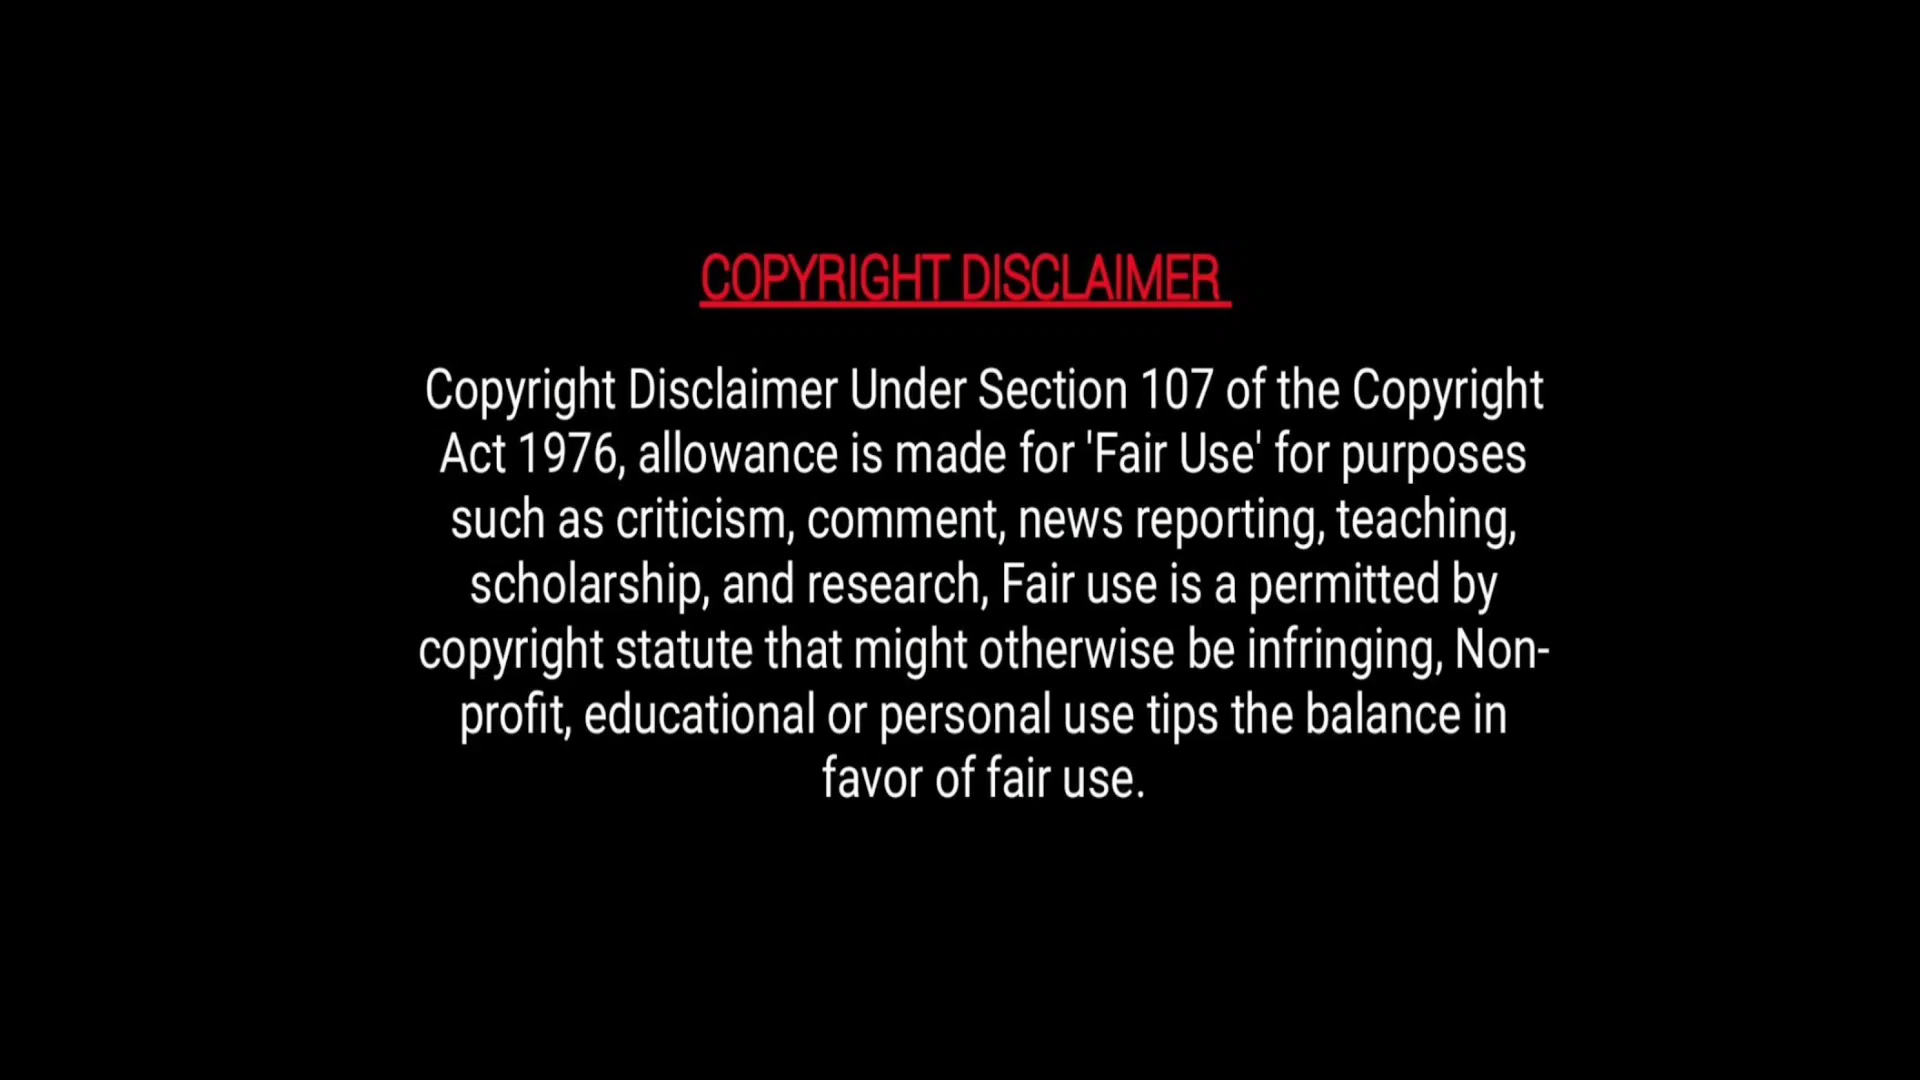 COPYRIGHT DISCLAIMER
Copyright Disclaimer Under Section 107 of the Copyright
Act 1976, allowance is made for 'Fair Use' for purposes
such as criticism, comment, news reporting, teaching,
scholarship, and research, Fair use is a permitted by
copyright statute that might otherwise be infringing, Non-
profit, educational or personal use tips the balance in
favor of fair use.